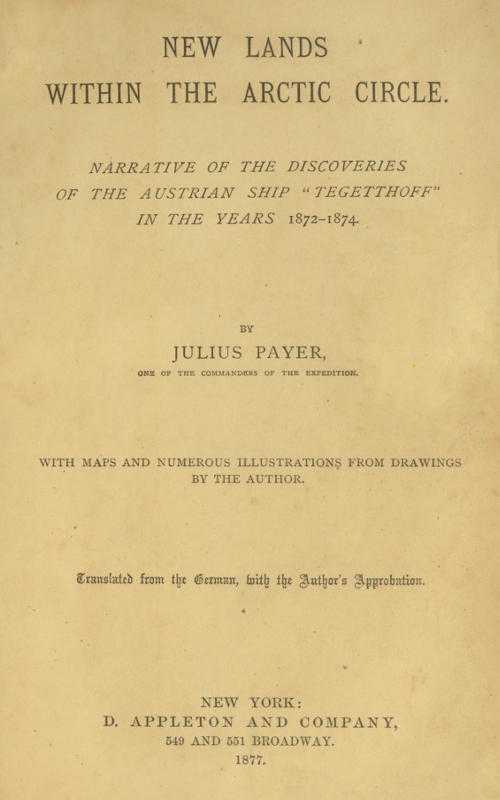 NEW LANDS
WITHIN THE ARCTIC CIRCLE.
NARRATIVE OF THE DISCOVERIES
OF THE AUSTRIAN SHIP "TEGETTHOFF"
IN THE YEARS 1872–1874.
BY
JULIUS PAYER,
ONE OF THE COMMANDERS OF THE EXPEDITION.
WITH MAPS AND NUMEROUS ILLUSTRATIONS FROM DRAWINGS
BY THE AUTHOR.
Translated from the German, with the Author's Approbation.
NEW YORK:
D. APPLETON AND COMPANY,
549 AND 551 BROADWAY.
1877.